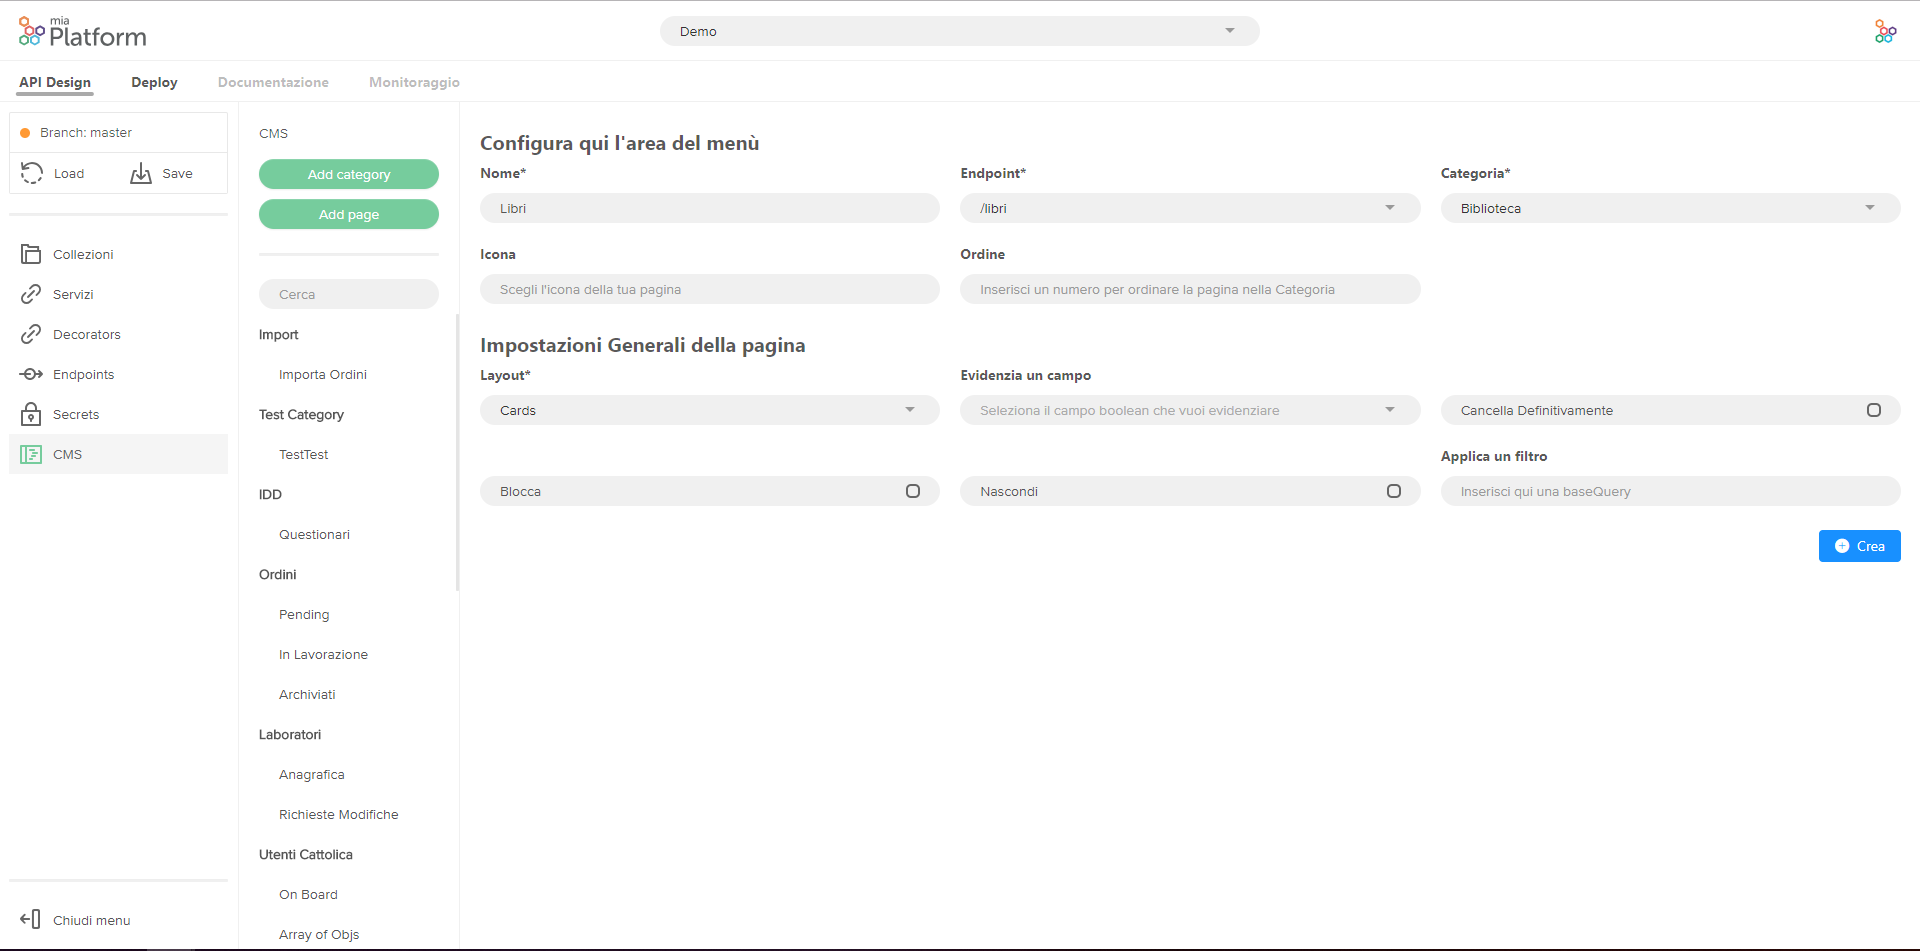 mia
Platform
Demo
API Design
Deploy
Documentazione
Monitoraggio
Branch: master
Load
Save
Collezioni
Servizi
Decorators
Endpoints
Secrets
CMS
Chiudi menu
CMS
Add category
Add page
Cerca
Import
Importa Ordini
Test Category
TestTest
IDD
Questionari
Ordini
Pending
In Lavorazione
Archiviati
Laboratori
Anagrafica
Richieste Modifiche
Utenti Cattolica
On Board
Array of Objs
Configura qui l'area del menù
Nome*
Endpoint*
Categoria*
Libri
/libri
Biblioteca
Icona
Ordine
Scegli l'icona della tua pagina
Inserisci un numero per ordinare la pagina nella Categoria
Impostazioni Generali della pagina
Layout*
Evidenzia un campo
Cards
Seleziona il campo boolean che vuoi evidenziare
Cancella Definitivamente
Applica un filtro
Blocca
Nascondi
Inserisci qui una baseQuery
Crea